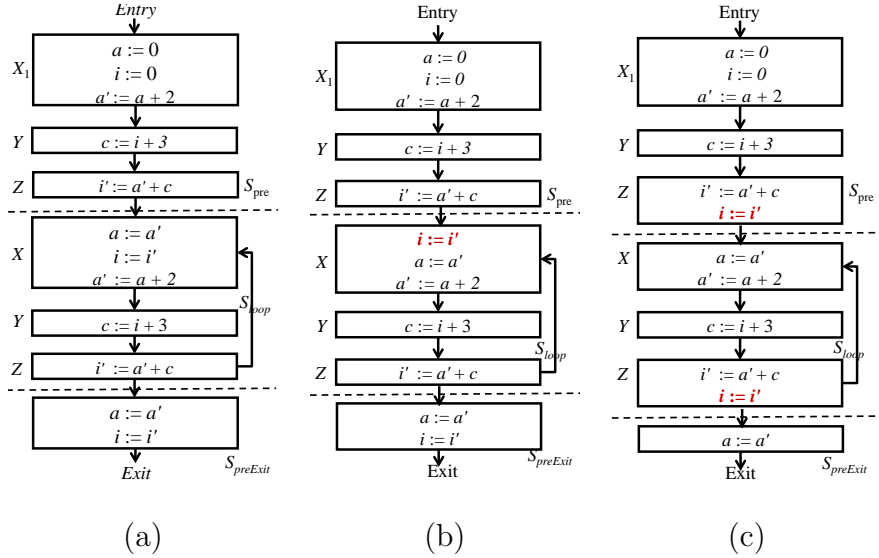 Entry
X1
a := 0
i := 0
a' := a + 2
Y
c := i + 3
Z
i' := a' + c
Spre
X
a := a'
i := i'
a' := a + 2
Sloop
Y
c := i + 3
Z
i' := a' + c
a := a'
i := i'
SpreExit
Exit
(a)
Entry
X1
a := 0
i := 0
a' := a + 2
Y
c := i + 3
Z
i' := a' + c
Spre
X
i := i'
a := a'
a' := a + 2
Y
c := i + 3
Sloop
Z
i' := a' + c
a := a'
i := i'
SpreExit
Exit
(b)
Entry
X1
a := 0
i := 0
a' := a + 2
Y
c := i + 3
Z
i' := a' + c
Spre
i := i'
X
a := a'
a' := a + 2
Y
c := i + 3
Sloop
Z
i' := a' + c
i := i'
a := a'
SpreExit
Exit
(c)